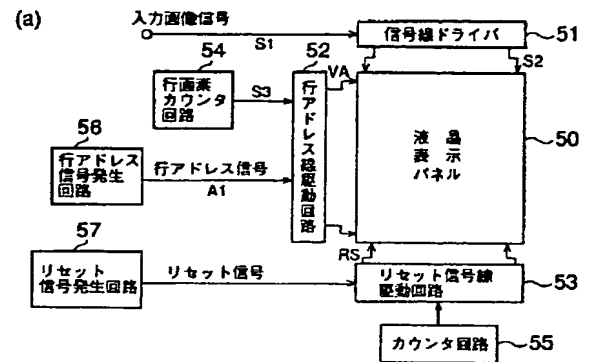 (a)
入力画像信号
S1
信号線ドライバ
51
54
行画素
カウンタ
回路
S3
52
VA
S2
行アドレス線駆動回路
液晶
表示
パネル
50
56
行アドレス
信号発生
回路
行アドレス信号
A1
57
リセット
信号発生回路
リセット信号
RS
リセット信号線
駆動回路
53
カウンタ回路
55